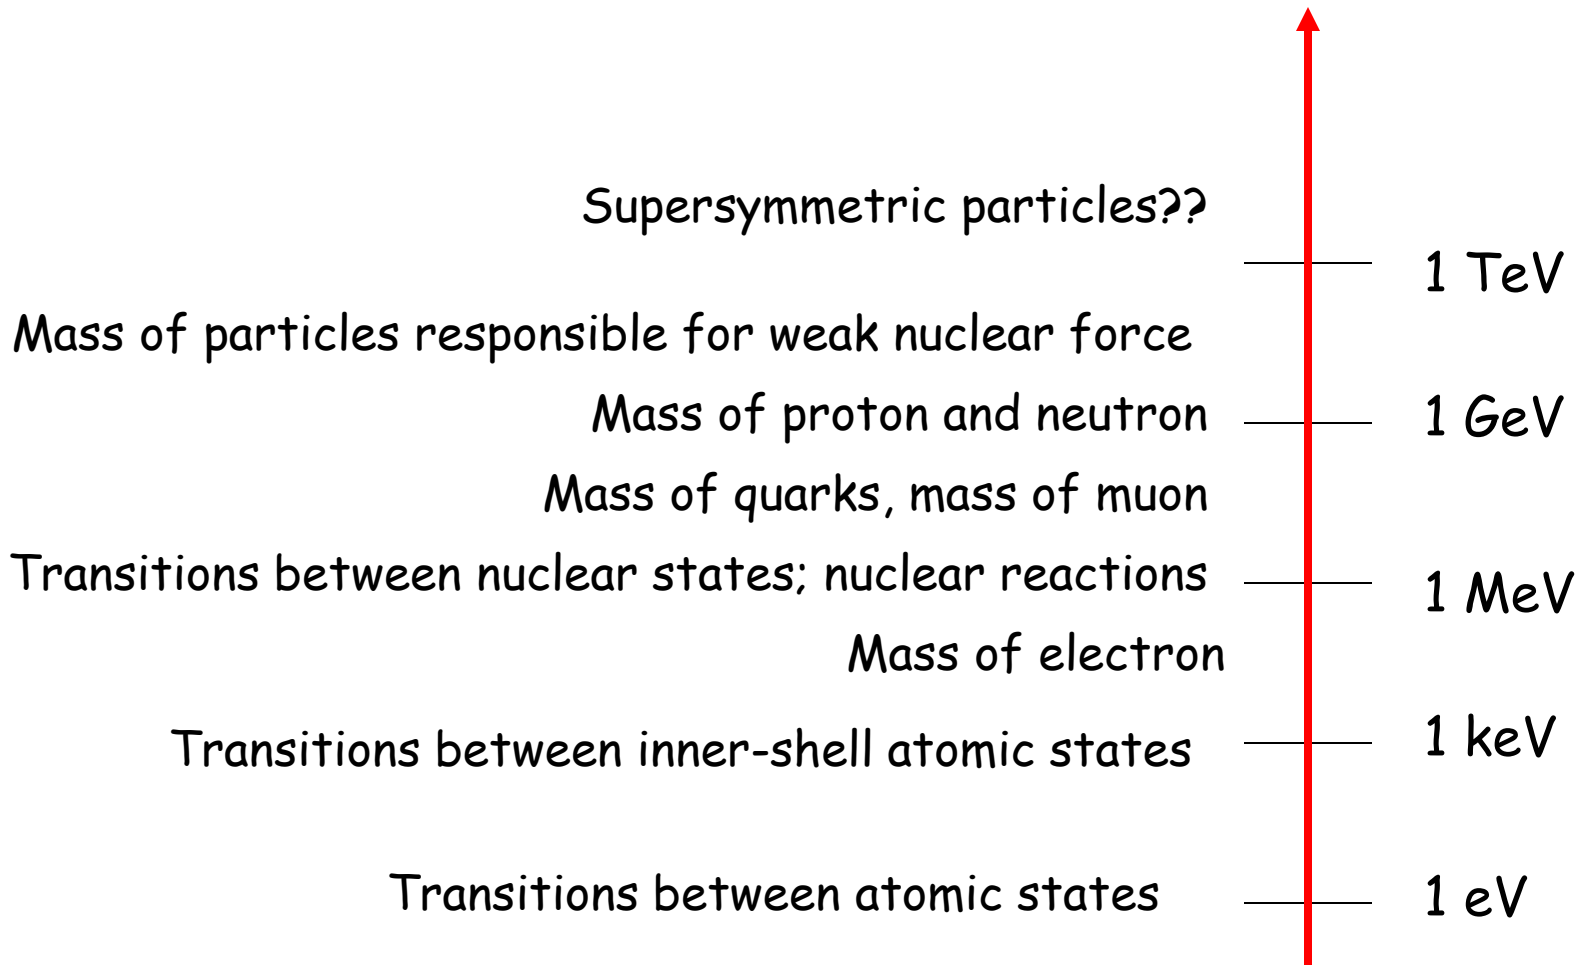 Supersymmetric particles??
1 TeV
Mass of particles responsible for weak nuclear force
Mass of proton and neutron
1 GeV
Mass of quarks, mass of muon
Transitions between nuclear states; nuclear reactions
1 MeV
Mass of electron
Transitions between inner-shell atomic states
1 keV
Transitions between atomic states
1 eV